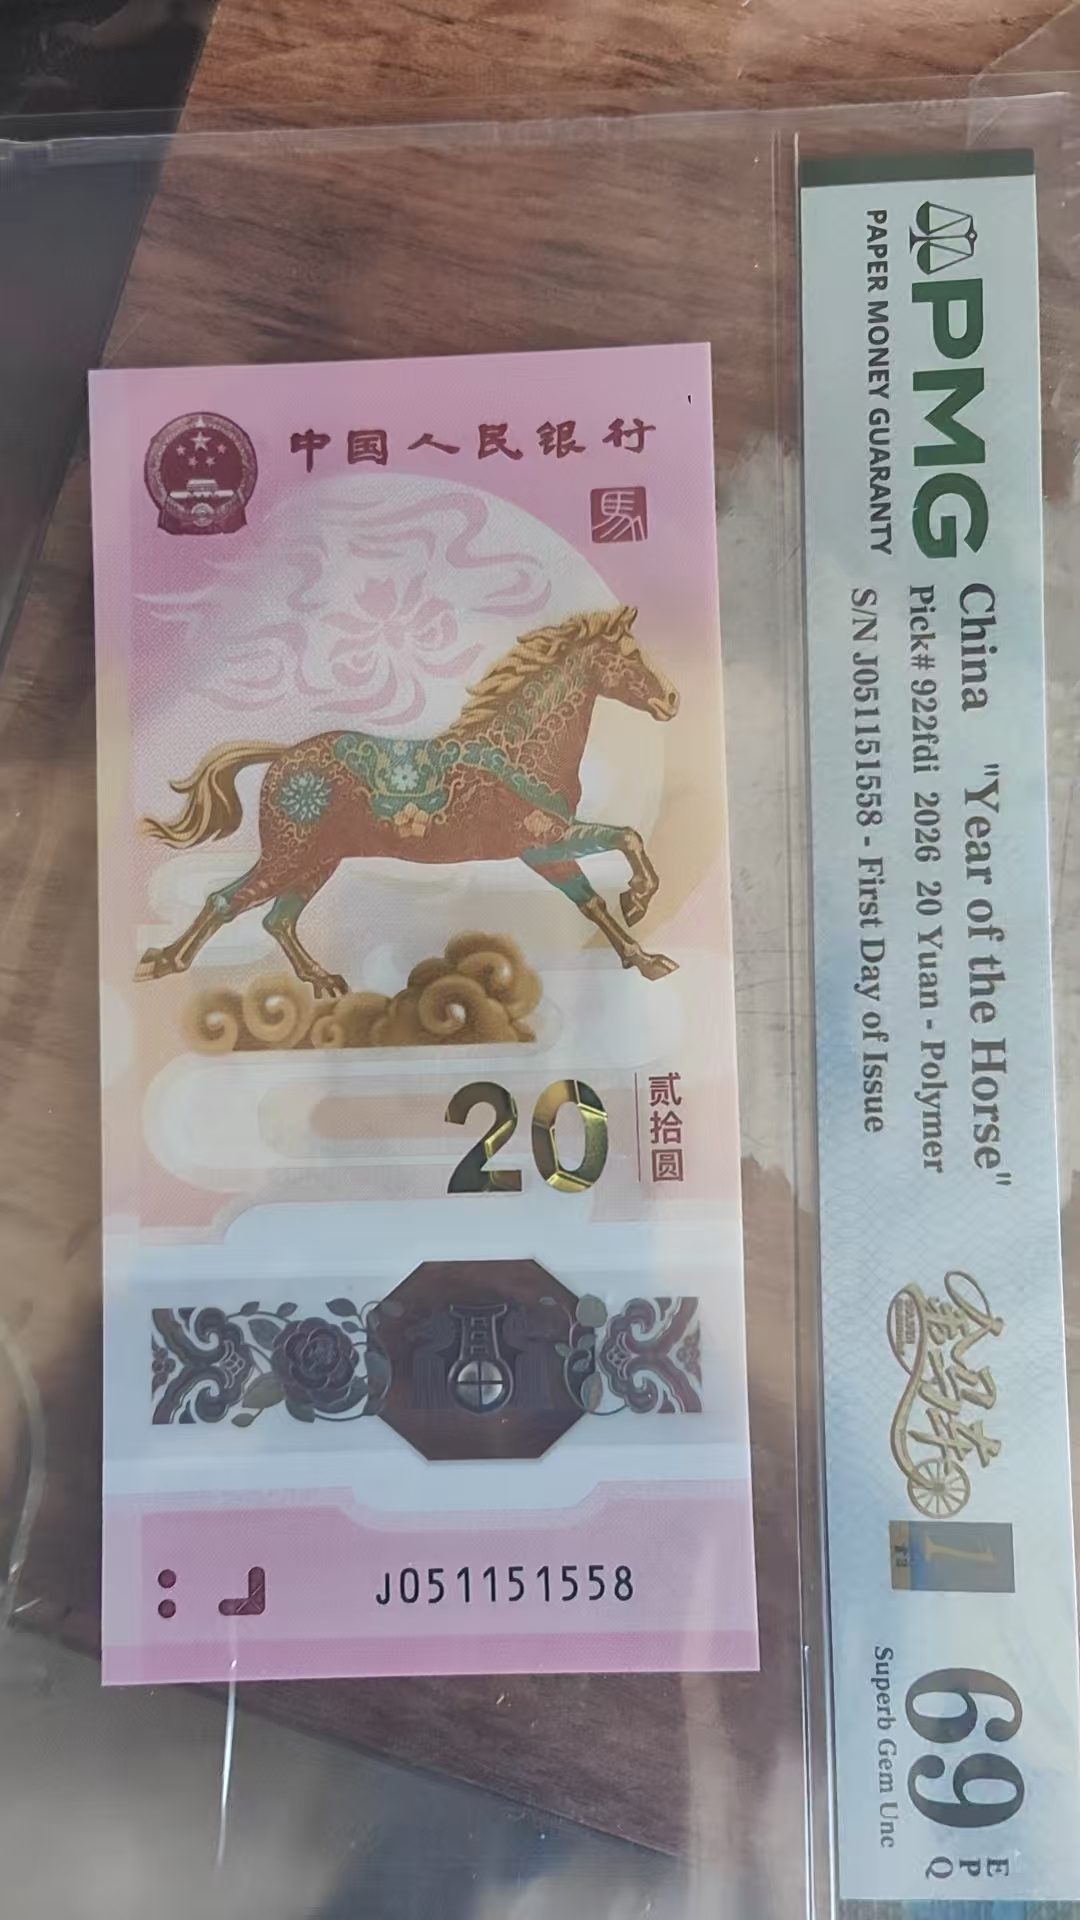 中国人民银行
馬
20
贰拾圆
J051151558
PMG
PAPER MONEY GUARANTY
China "Year of the Horse"
Pick# 922fdi 2026 20 Yuan - Polymer
S/N J051151558 - First Day of Issue
69
EPQ
Superb Gem Unc